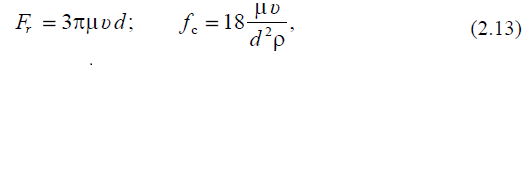 F_r = 3πμυd; f_c = 18 μυ / d²ρ, (2.13)
.